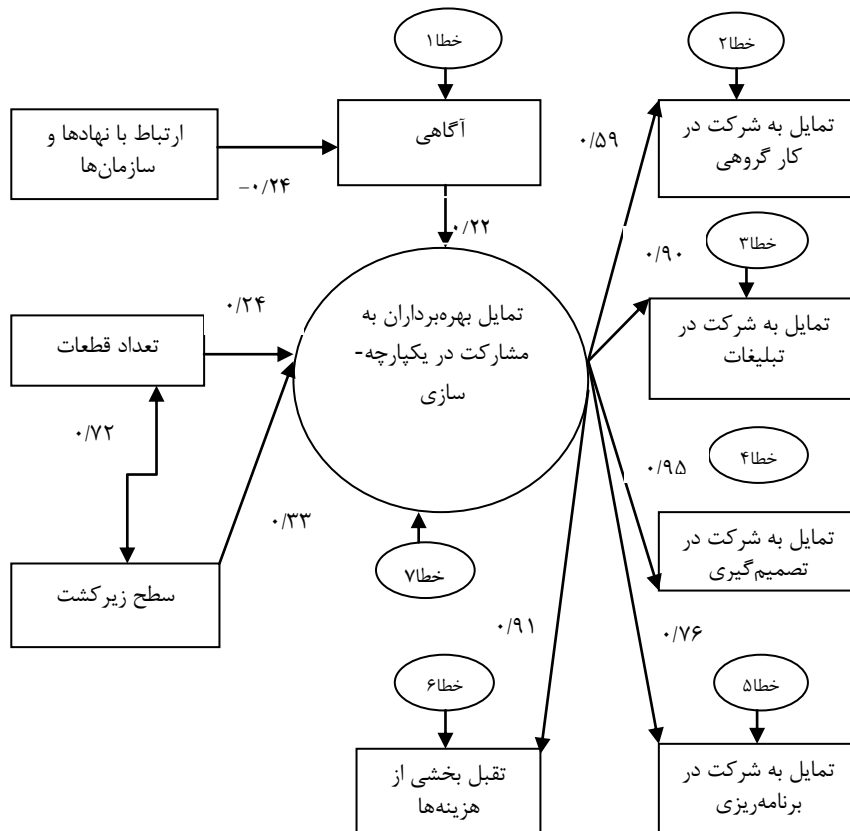 خطا۱
خطا۲
ارتباط با نهادها و
سازمان‌ها
-۰/۲۴
آگاهی
۰/۵۹
تمایل به شرکت در
کار گروهی
۰/۲۲
خطا۳
۰/۹۰
تمایل به شرکت در
تبلیغات
تعداد قطعات
۰/۲۴
تمایل بهره‌برداران به
مشارکت در یکپارچه-
سازی
۰/۷۲
خطا۴
۰/۹۵
تمایل به شرکت در
تصمیم‌گیری
۰/۳۳
سطح زیرکشت
خطا۷
۰/۹۱
۰/۷۶
خطا۶
خطا۵
تقبل بخشی از
هزینه‌ها
تمایل به شرکت در
برنامه‌ریزی